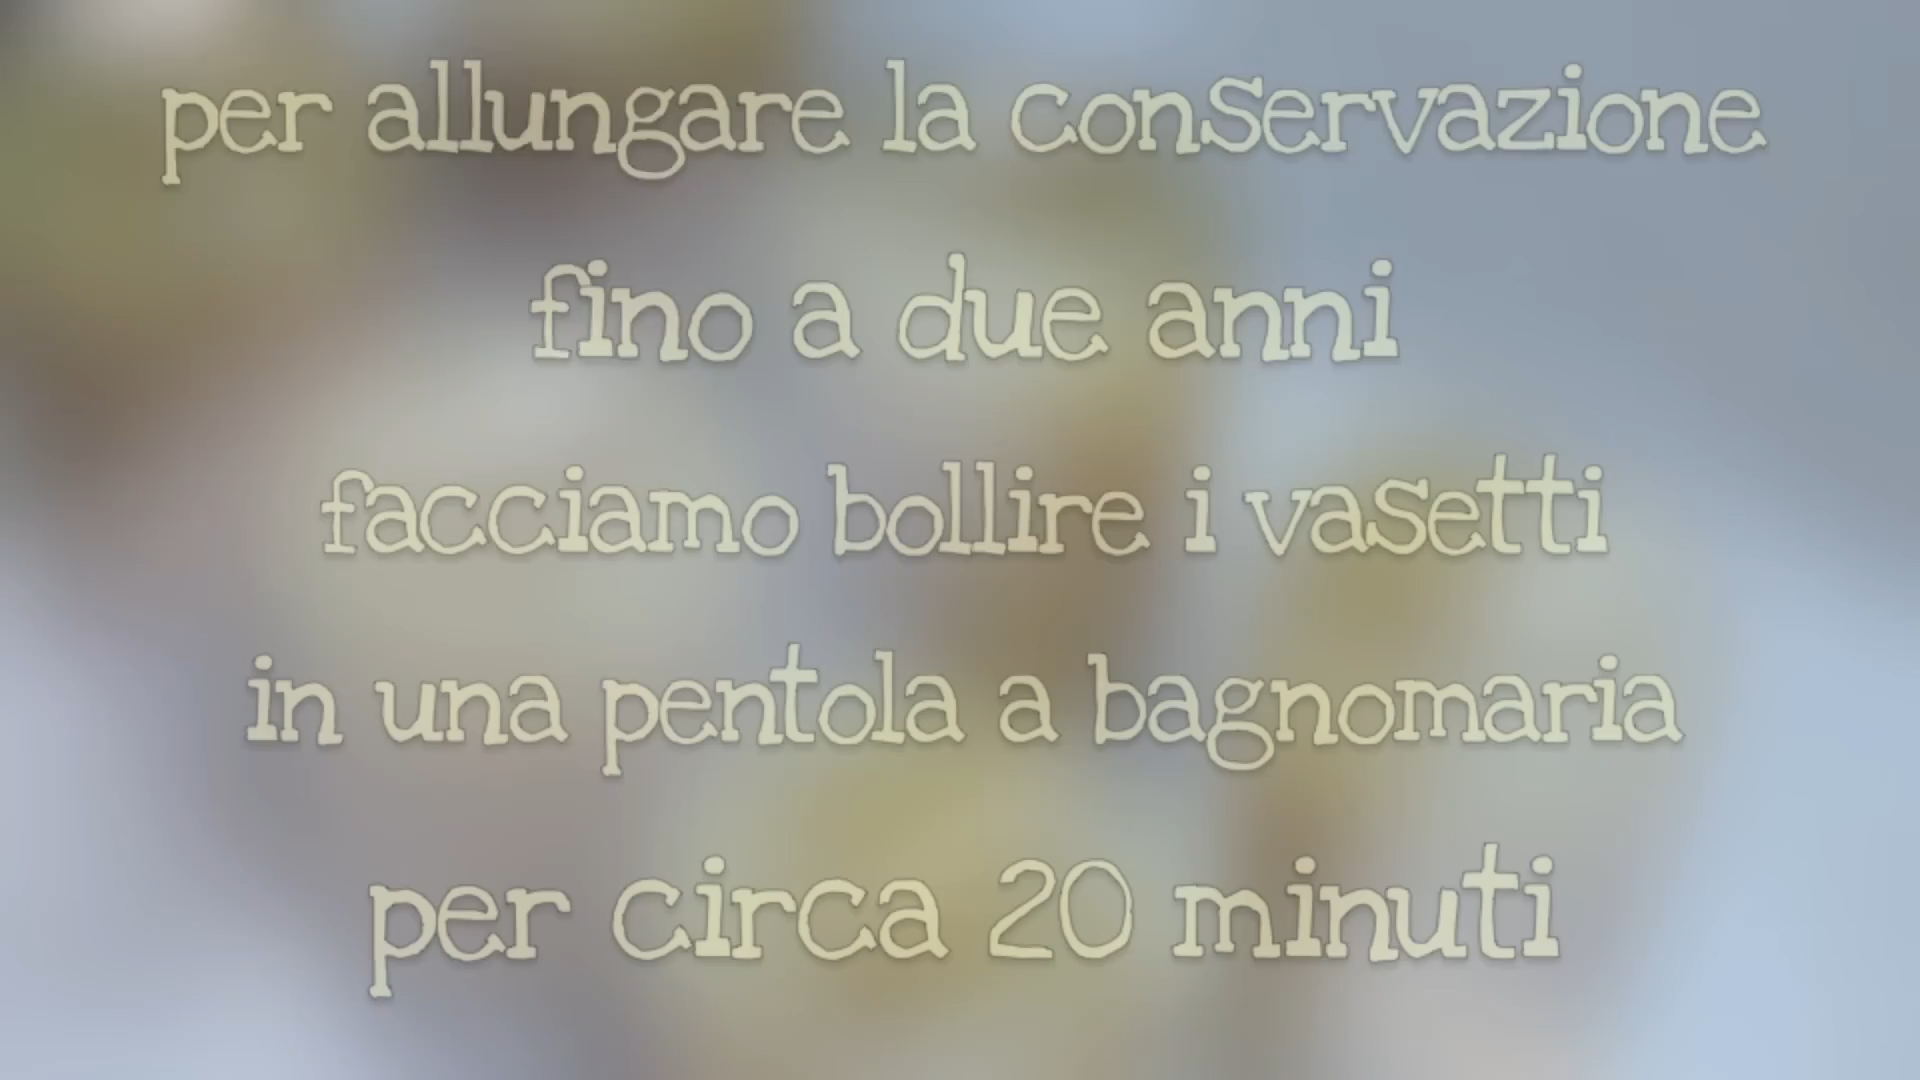 per allungare la conservazione
fino a due anni
facciamo bollire i vasetti
in una pentola a bagnomaria
per circa 20 minuti